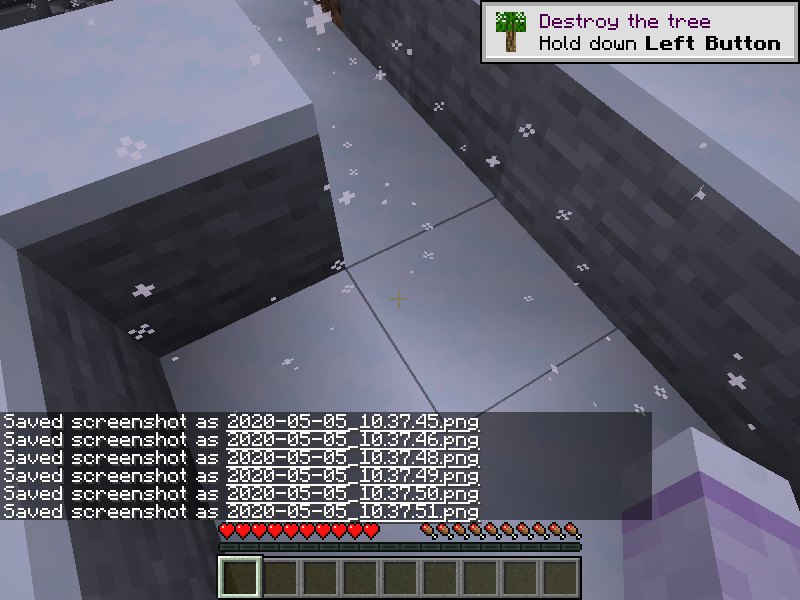 Destroy the tree
Hold down Left Button
Saved screenshot as 2020-05-05_10.37.45.png
Saved screenshot as 2020-05-05_10.37.46.png
Saved screenshot as 2020-05-05_10.37.48.png
Saved screenshot as 2020-05-05_10.37.49.png
Saved screenshot as 2020-05-05_10.37.50.png
Saved screenshot as 2020-05-05_10.37.51.png